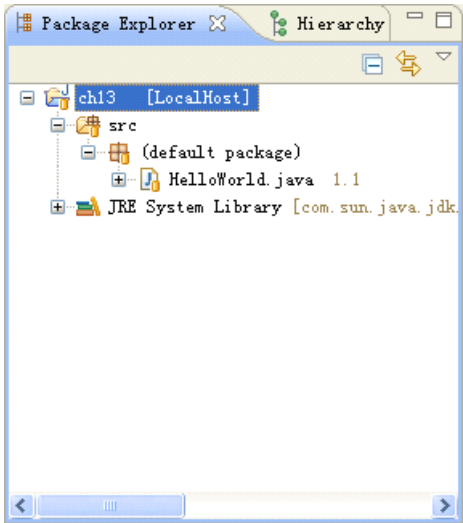 Package Explorer Hierarchy
ch13 [LocalHost]
src
(default package)
HelloWorld.java 1.1
JRE System Library [com.sun.java.jdk.